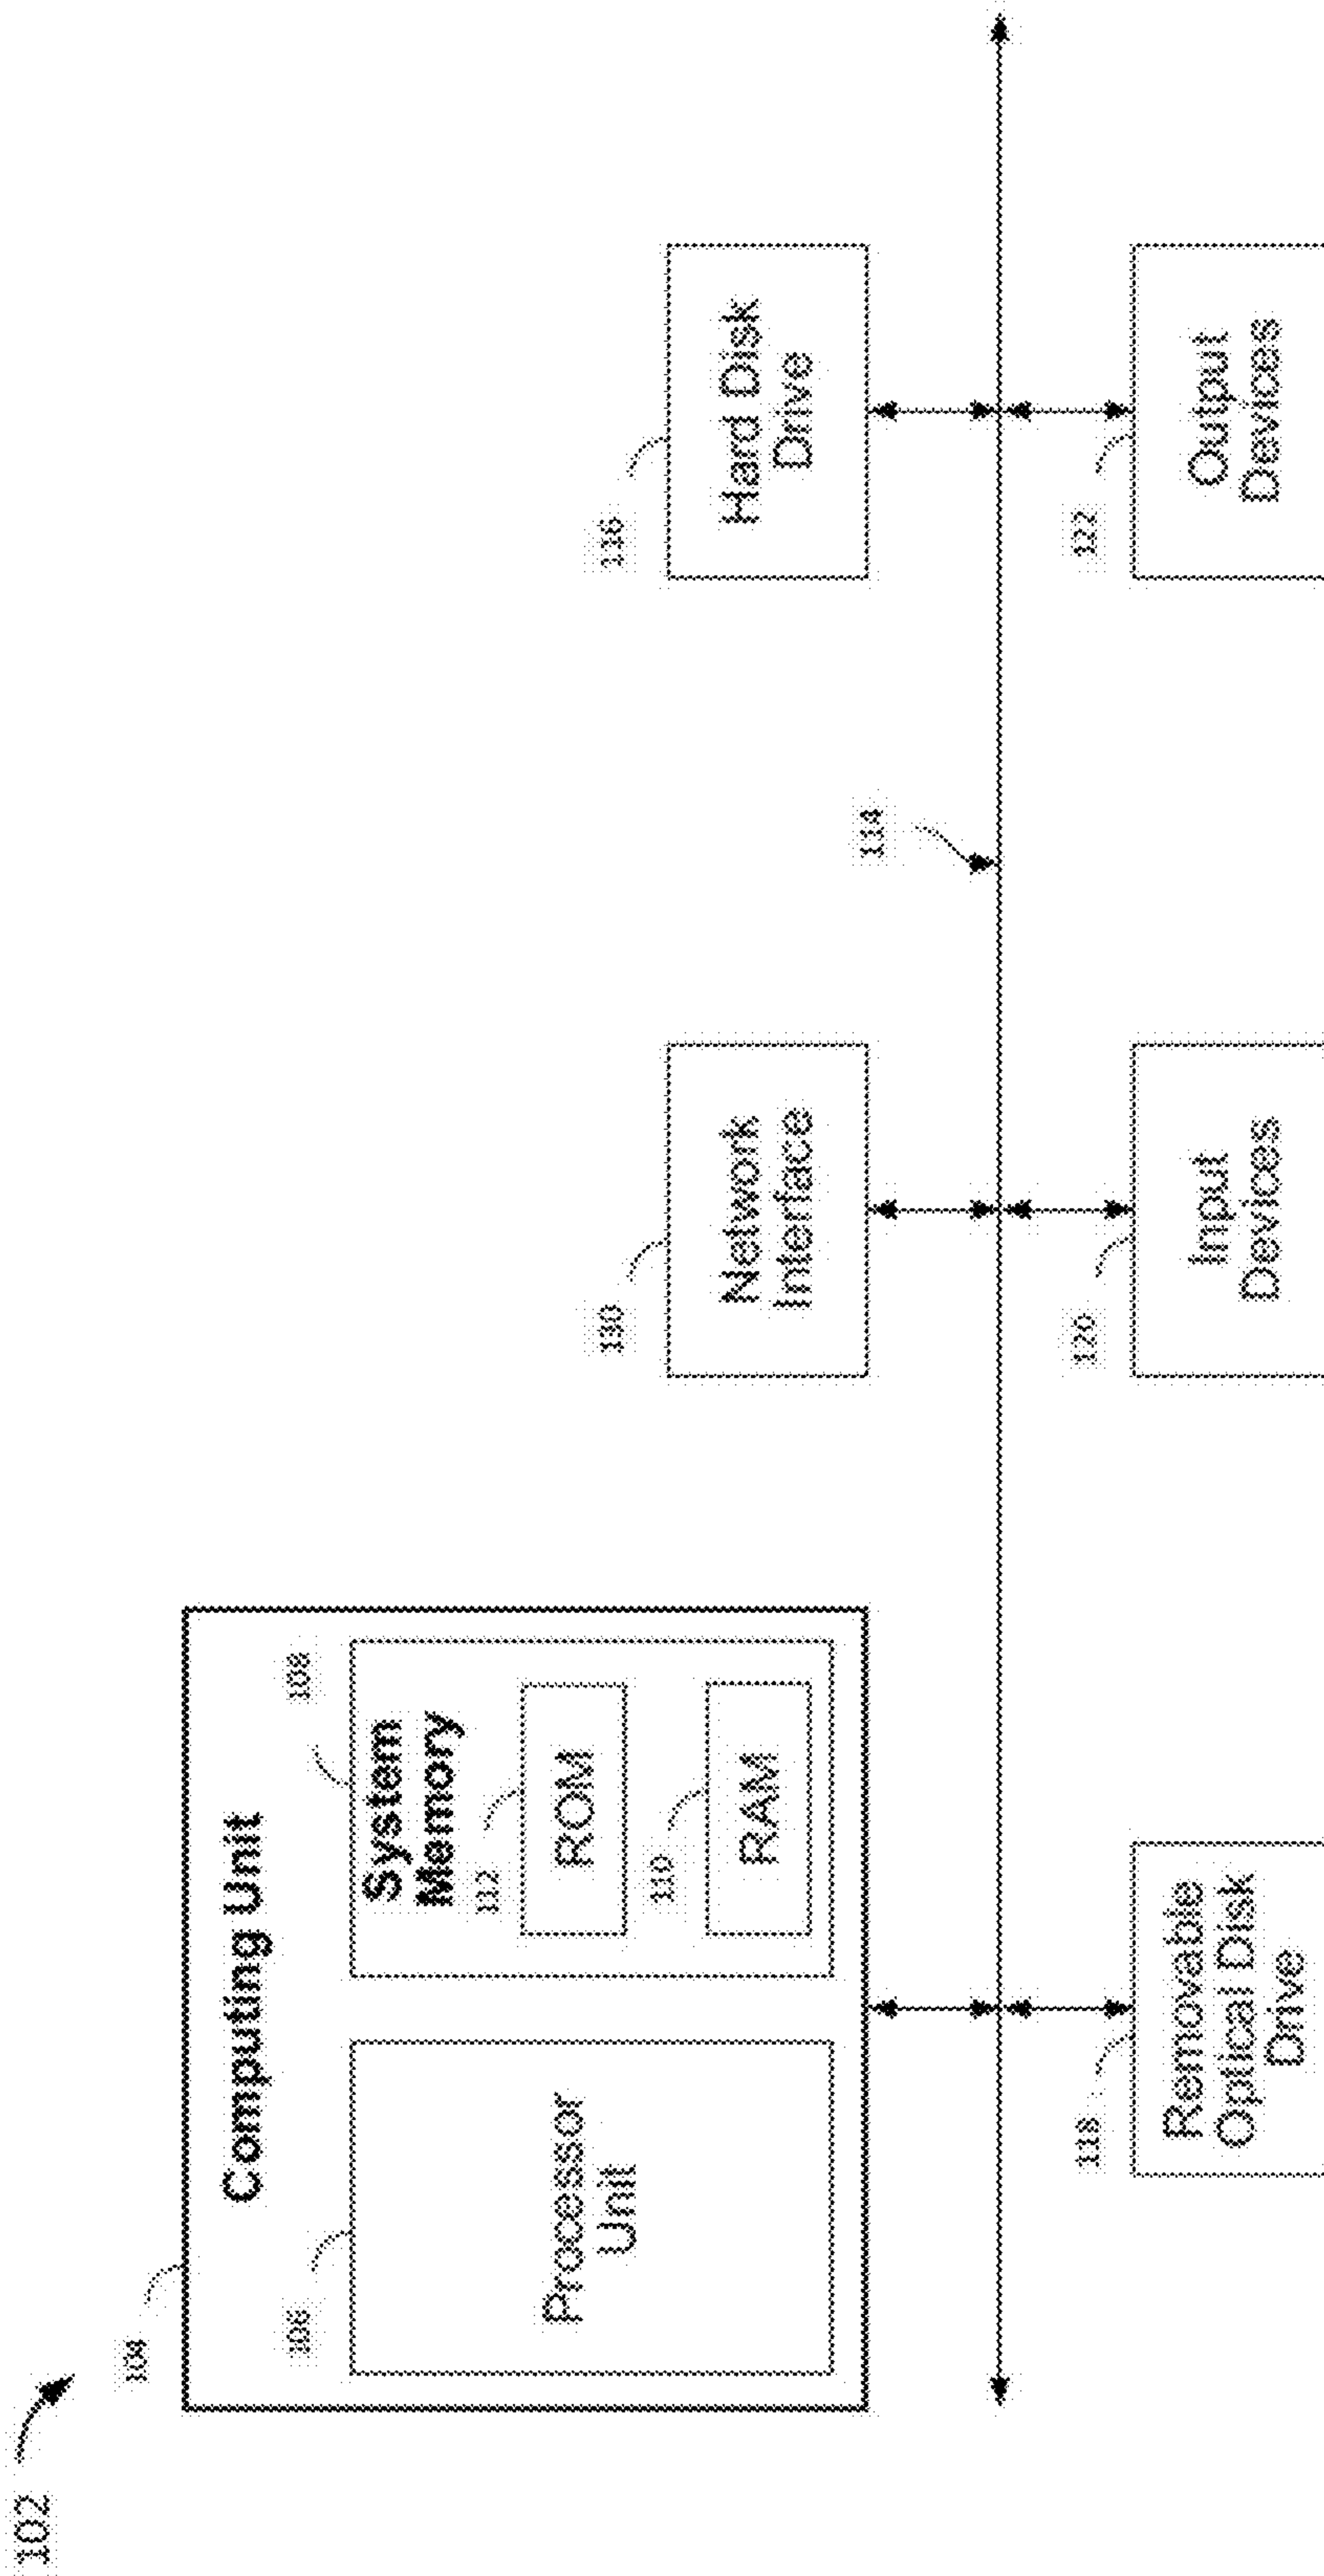 102
104
Computing Unit
106
Processor
Unit
108
System
Memory
112
ROM
110
RAM
130
Network
Interface
116
Hard Disk
Drive
114
118
Removable
Optical Disk
Drive
120
Input
Devices
122
Output
Devices